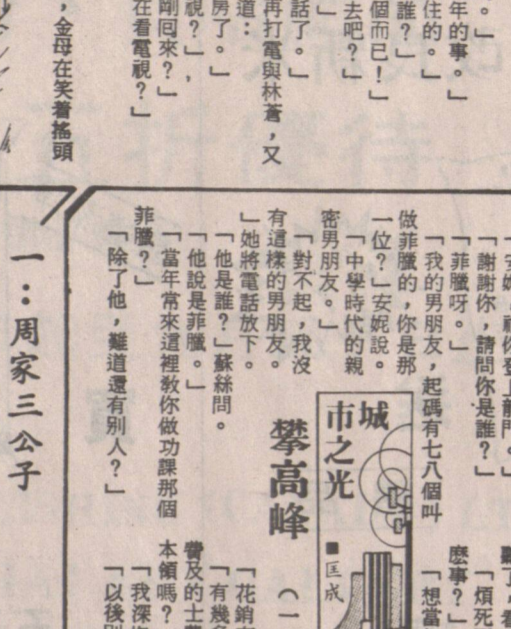 。」
年的事。」
住的。」
誰？」
個而已！」
去吧？」
」
話了。」
再打電與林蒼，又
道：
房了。」
視？」，
剛囘來？」
在看電視？」
，金母在笑着搖頭
「謝謝你，請問你是誰？」
「菲臘呀。」
「我的男朋友，起碼有七八個叫
做菲臘的，你是那
一位？」安妮說。
「中學時代的親
密男朋友。」
「對不起，我沒
有這樣的男朋友。
」她將電話放下。
「他是誰？」蘇絲問。
「他說是菲臘。」
「當年常來這裡教你做功課那個
菲臘？」
「除了他，難道還有别人？」
城
市之光
■匡成
攀高峰
（一
「煩死
麽事？」
「想當
「花銷
「有幾
本領嗎？
「我深
「以後
一：周家三公子